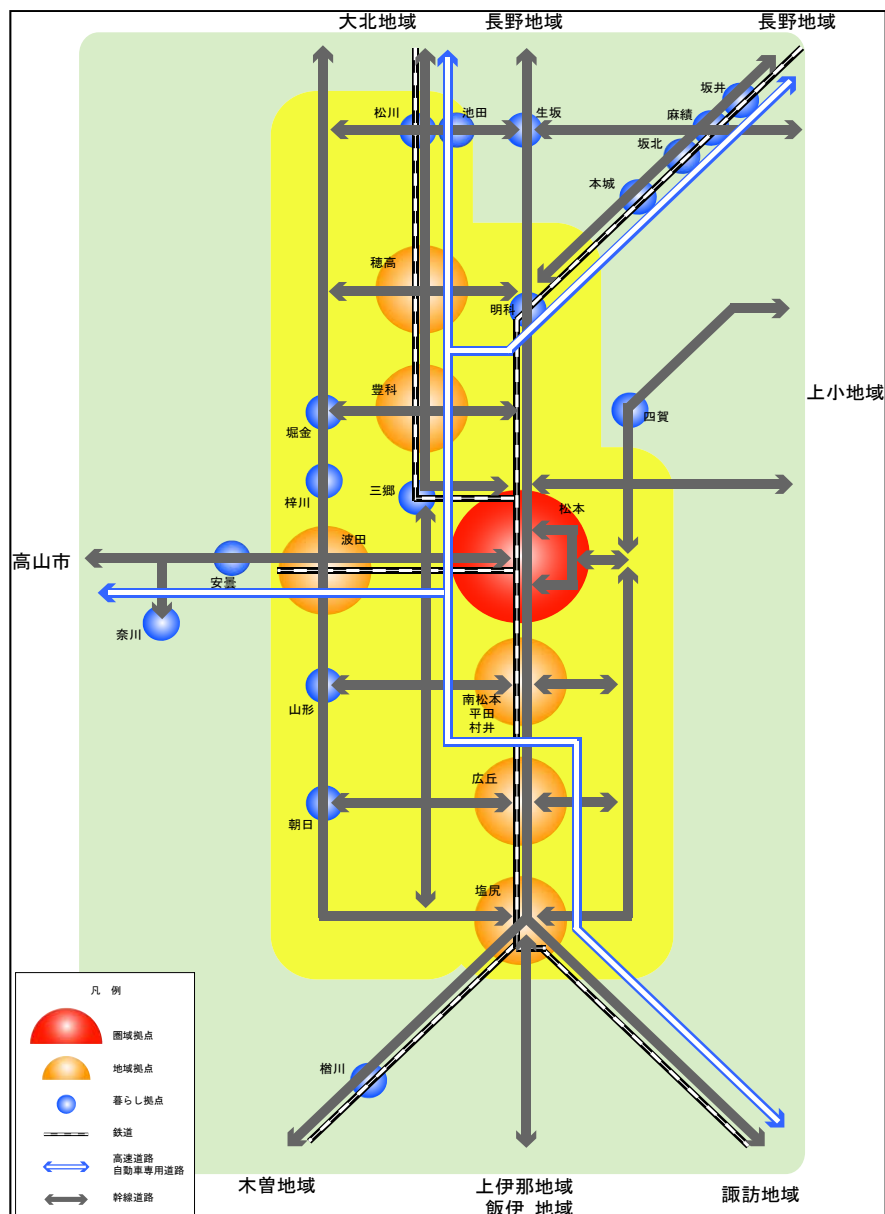 大北地域
長野地域
長野地域
坂井
松川
池田
生坂
麻績
坂北
本城
穂高
明科
豊科
上小地域
堀金
四賀
梓川
三郷
松本
波田
高山市
安曇
奈川
山形
南松本
平田
村井
広丘
朝日
塩尻
楢川
凡 例
圏域拠点
地域拠点
暮らし拠点
鉄道
高速道路
自動車専用道路
幹線道路
木曽地域
上伊那地域
飯伊 地域
諏訪地域